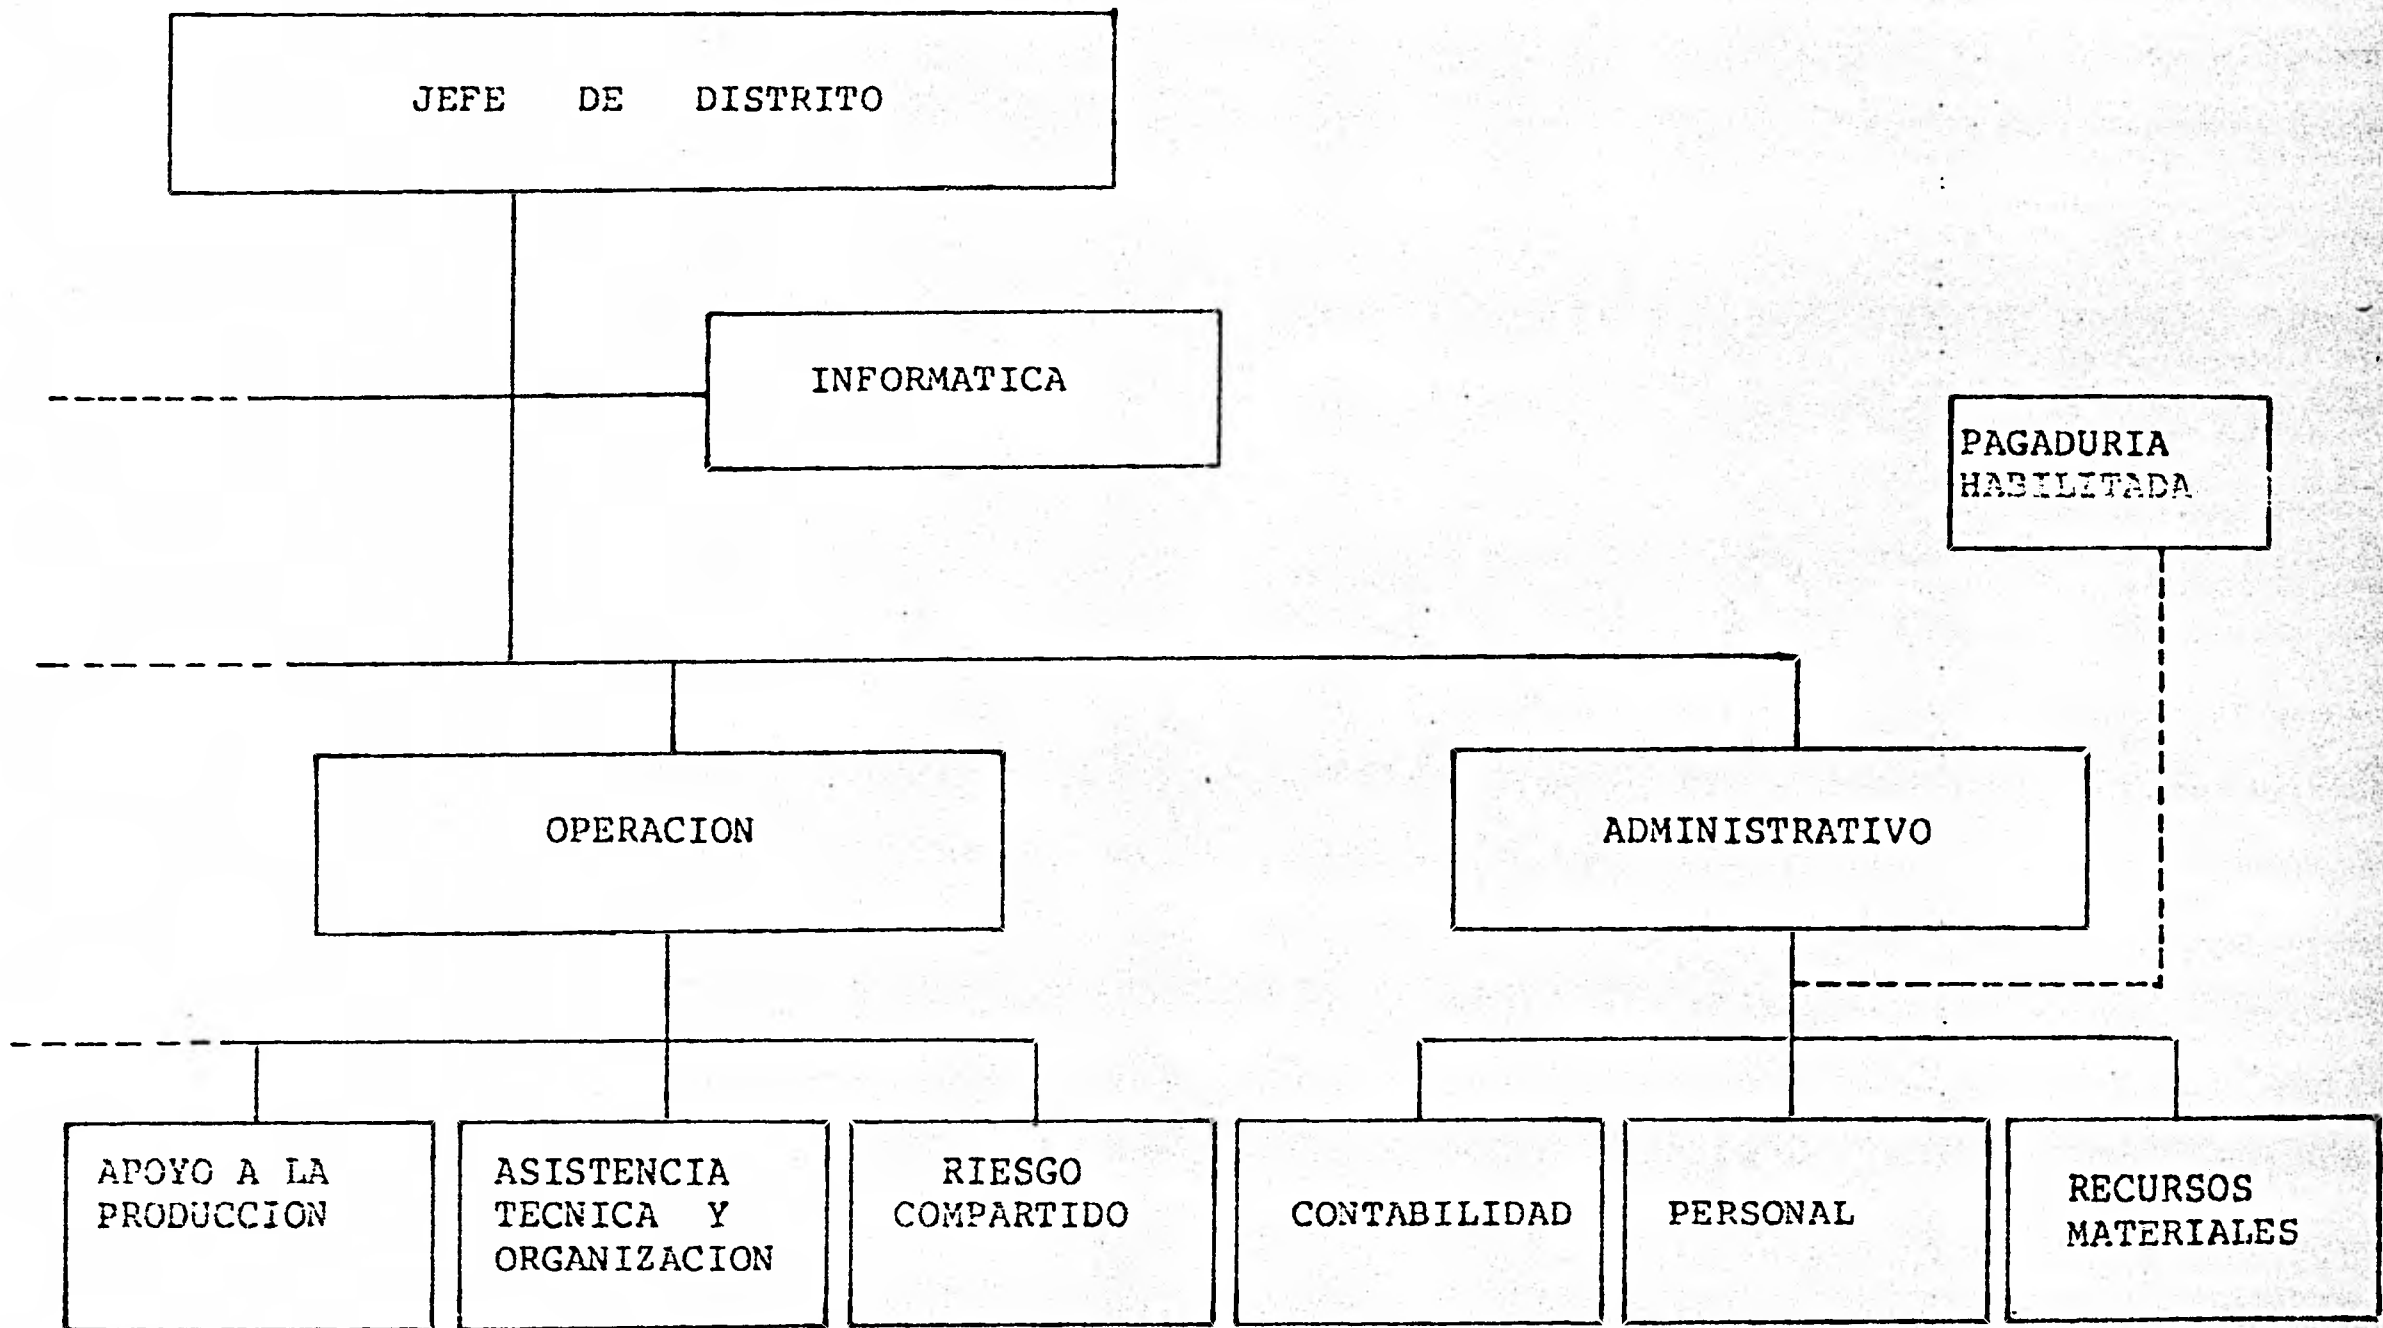 JEFE DE DISTRITO
INFORMATICA
PAGADURIA
HABILITADA
OPERACION
ADMINISTRATIVO
APOYO A LA
PRODUCCION
ASISTENCIA
TECNICA Y
ORGANIZACION
RIESGO
COMPARTIDO
CONTABILIDAD
PERSONAL
RECURSOS
MATERIALES